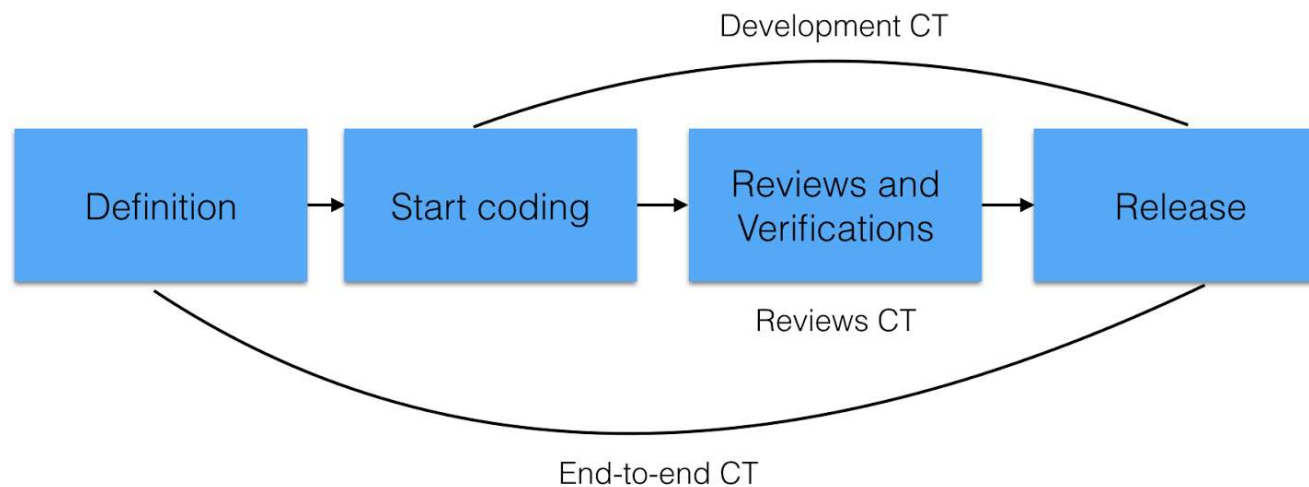 Development CT
Definition
Start coding
Reviews and
Verifications
Release
Reviews CT
End-to-end CT